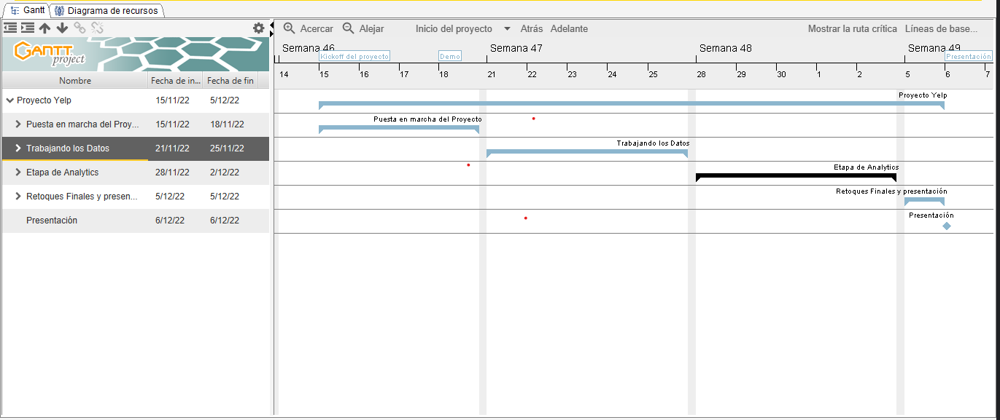 Gantt Diagrama de recursos
Acercar Alejar Inicio del proyecto Atrás Adelante Mostrar la ruta crítica Líneas de base...
GANTT
project
Semana 46 Semana 47 Semana 48 Semana 49
Kickoff del proyecto Demo Presentación
14 15 16 17 18 21 22 23 24 25 28 29 30 1 2 5 6 7
Nombre Fecha de in... Fecha de fin
Proyecto Yelp 15/11/22 5/12/22 Proyecto Yelp
Puesta en marcha del Proy... 15/11/22 18/11/22 Puesta en marcha del Proyecto
Trabajando los Datos 21/11/22 25/11/22 Trabajando los Datos
Etapa de Analytics 28/11/22 2/12/22 Etapa de Analytics
Retoques Finales y presen... 5/12/22 5/12/22 Retoques Finales y presentación
Presentación 6/12/22 6/12/22 Presentación